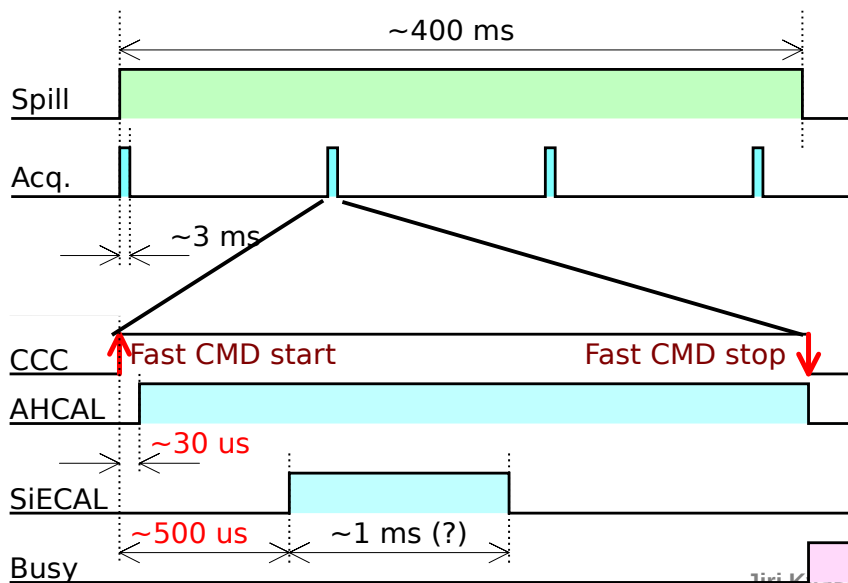 ~400 ms
Spill
Acq.
~3 ms
Fast CMD start
Fast CMD stop
CCC
AHCAL
~30 us
SiECAL
~500 us
~1 ms (?)
Busy
Jiri